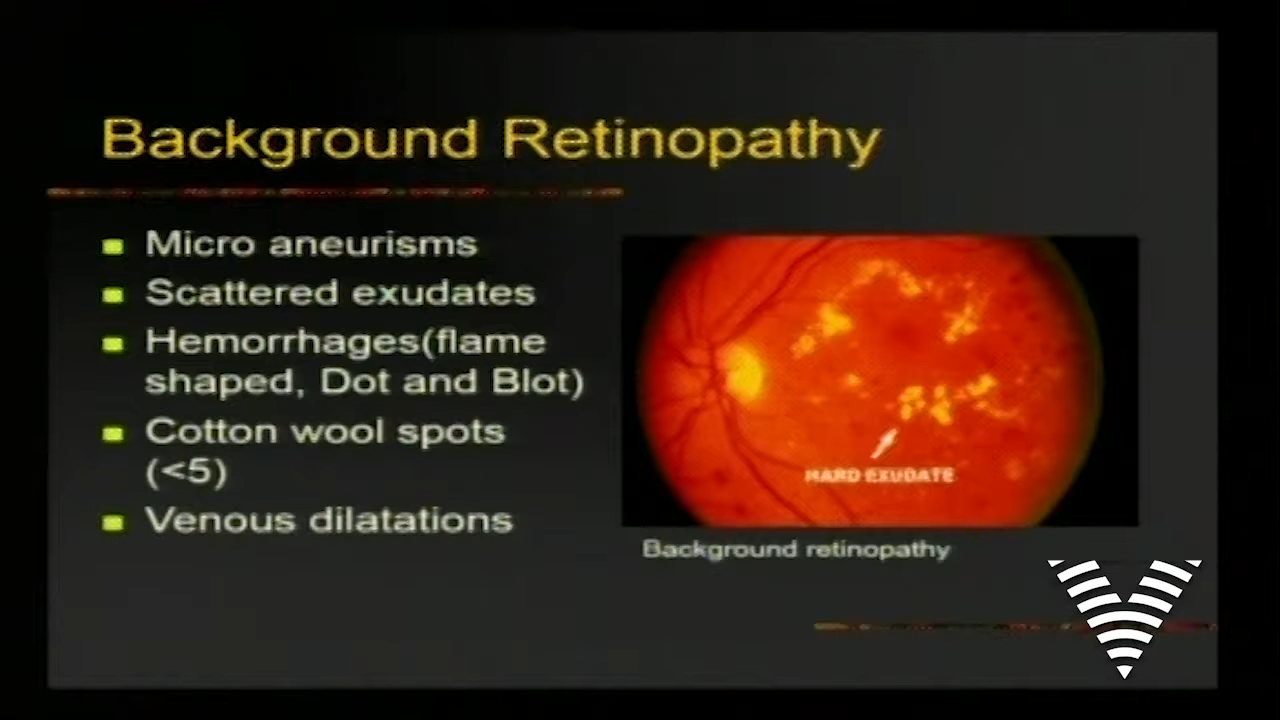 Background Retinopathy
Micro aneurisms
Scattered exudates
Hemorrhages(flame
shaped, Dot and Blot)
Cotton wool spots
(<5)
Venous dilatations
HARD EXUDATE
Background retinopathy